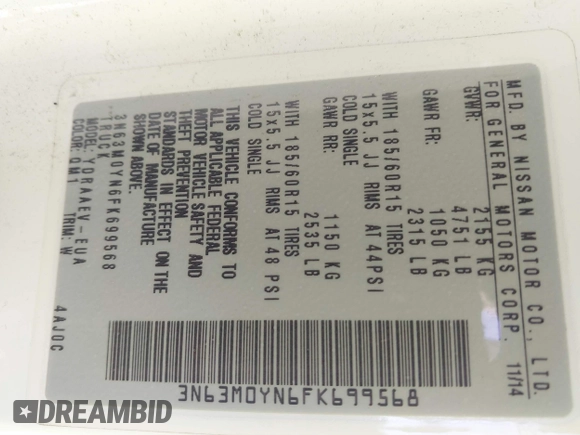 MFD. BY NISSAN MOTOR CO., LTD.
FOR GENERAL MOTORS CORP. 11/14
GVWR: 2155 KG
4751 LB
GAWR FR: 1050 KG
2315 LB
WITH 185/60R15 TIRES
15x5.5 JJ RIMS AT 44PSI
COLD SINGLE
GAWR RR: 1150 KG
2535 LB
WITH 185/60R15 TIRES
15x5.5 JJ RIMS AT 48 PSI
COLD SINGLE
THIS VEHICLE CONFORMS TO
ALL APPLICABLE FEDERAL
MOTOR VEHICLE SAFETY AND
THEFT PREVENTION
STANDARDS IN EFFECT ON THE
DATE OF MANUFACTURE
SHOWN ABOVE.
3N63M0YN6FK699568
TRUCK
MODEL: YDRAAEV-EUA
COLOR: QM1 TRIM: W
4AJ0C
3N63M0YN6FK699568
DREAMBID